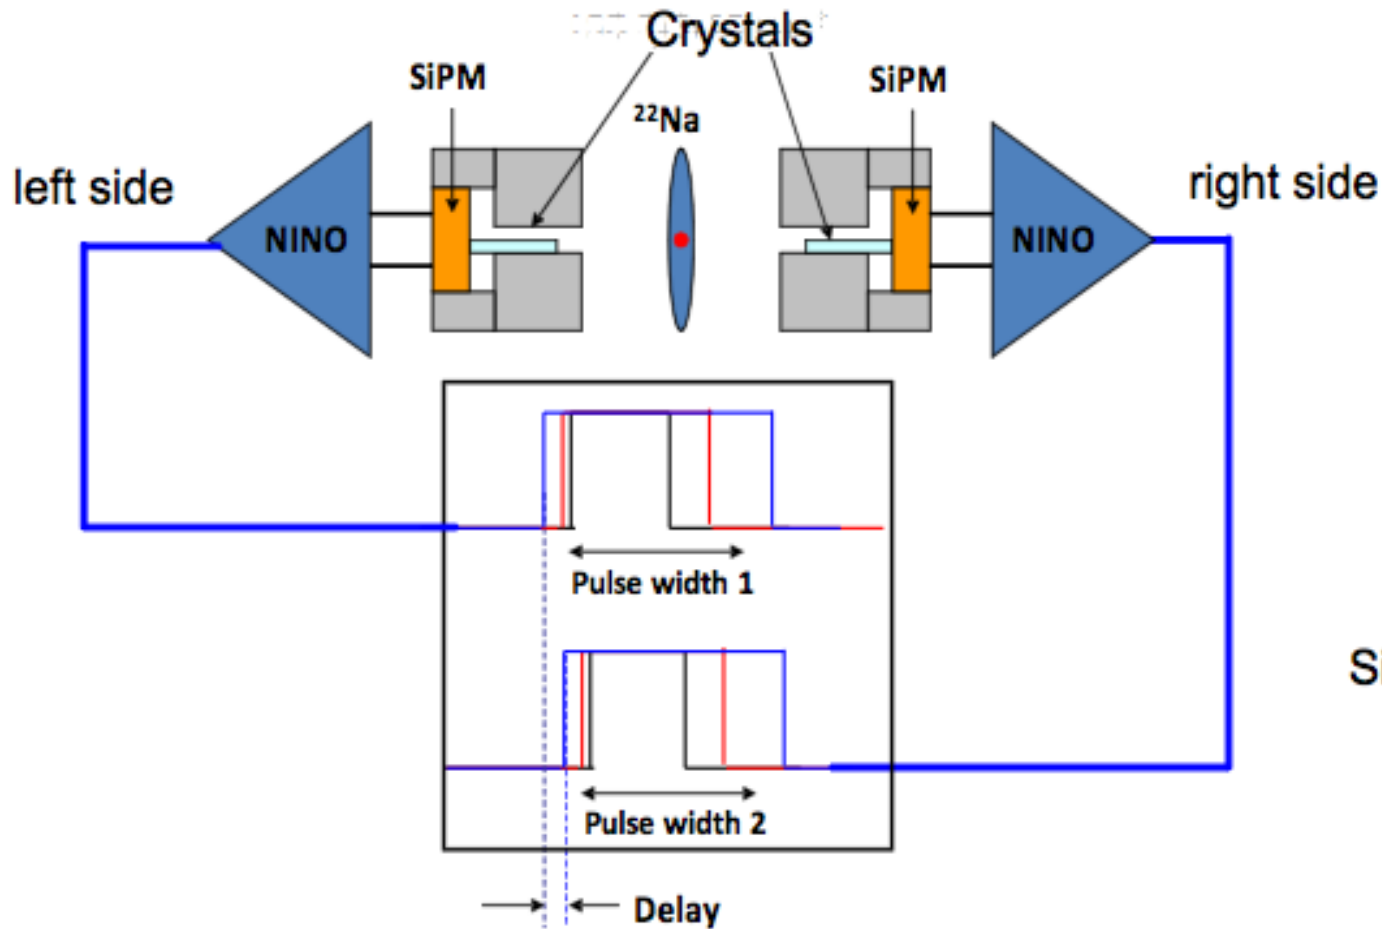 Crystals
SiPM
SiPM
²²Na
left side
right side
NINO
NINO
Pulse width 1
Pulse width 2
Delay